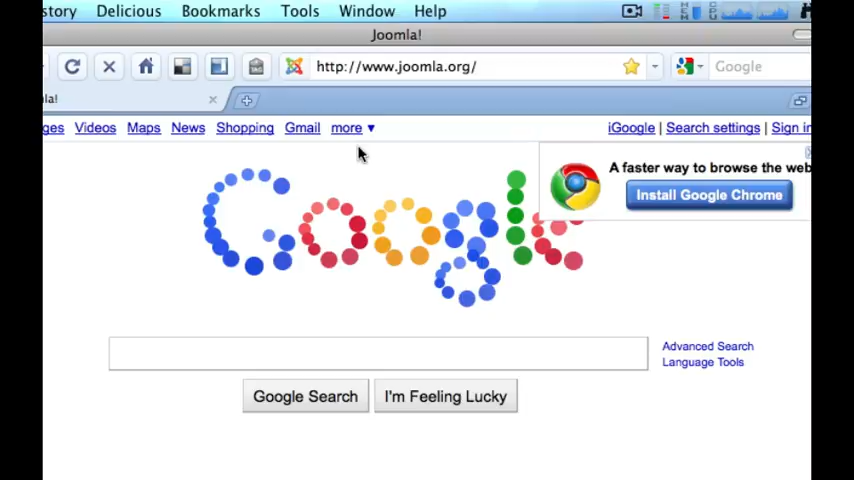 story Delicious Bookmarks Tools Window Help
Joomla!
http://www.joomla.org/ Google
la!
ges Videos Maps News Shopping Gmail more ▼ iGoogle | Search settings | Sign in
A faster way to browse the web
Install Google Chrome
Google
Advanced Search
Language Tools
Google Search I'm Feeling Lucky